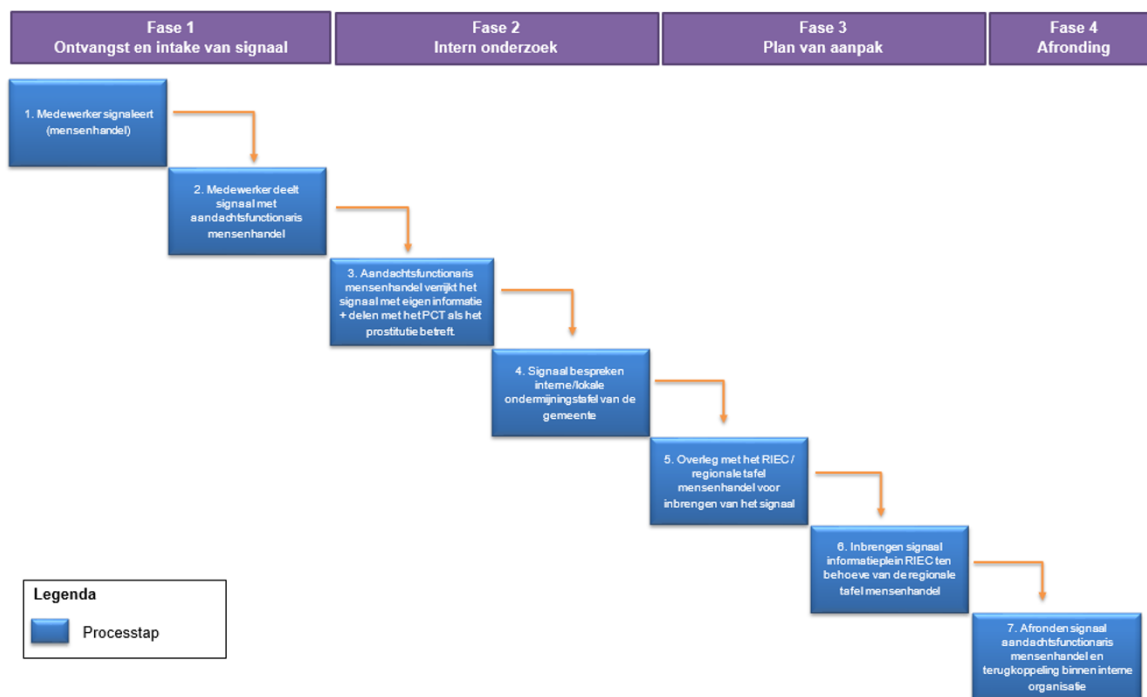 Fase 1
Ontvangst en intake van signaal
Fase 2
Intern onderzoek
Fase 3
Plan van aanpak
Fase 4
Afronding
1. Medewerker signaleert
(mensenhandel)
2. Medewerker deelt
signaal met
aandachtsfunctionaris
mensenhandel
3. Aandachtsfunctionaris
mensenhandel verrijkt het
signaal met eigen informatie
+ delen met het PCT als het
prostitutie betreft.
4. Signaal bespreken
interne/lokale
ondermijningstafel van de
gemeente
5. Overleg met het RIEC /
regionale tafel
mensenhandel voor
inbrengen van het signaal
6. Inbrengen signaal
informatieplein RIEC ten
behoeve van de regionale
tafel mensenhandel
7. Afronden signaal
aandachtsfunctionaris
mensenhandel en
terugkoppeling binnen interne
organisatie
Legenda
Processtap